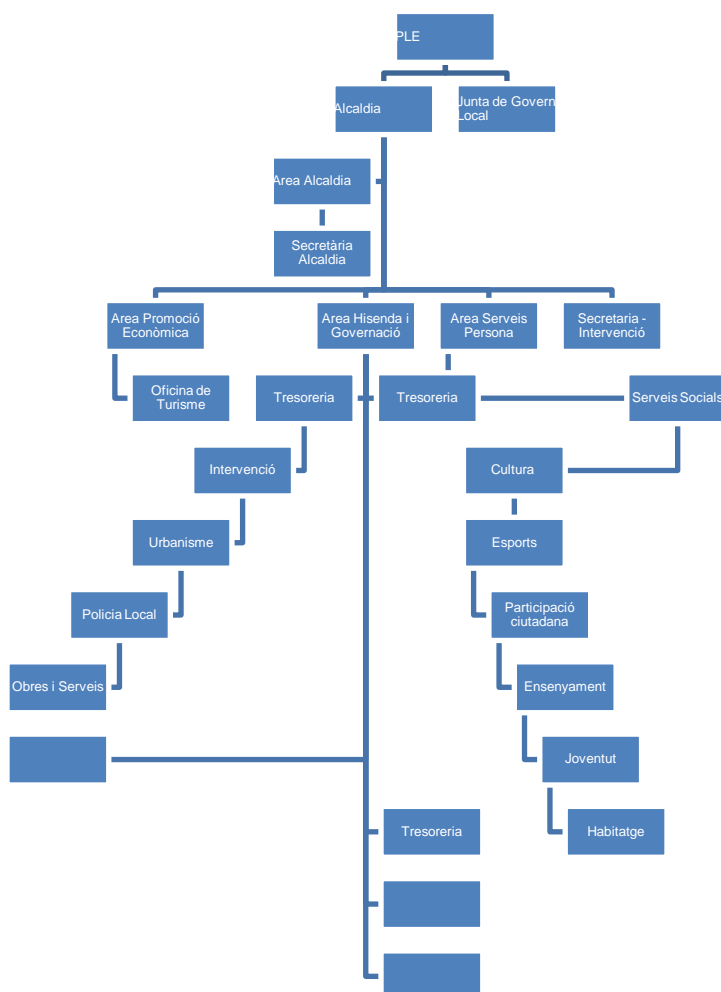 PLE
Alcaldia
Junta de Govern
Local
Area Alcaldia
Secretària
Alcaldia
Area Promoció
Econòmica
Area Hisenda i
Governació
Area Serveis
Persona
Secretaria -
Intervenció
Oficina de
Turisme
Tresoreria
Tresoreria
Serveis Socials
Intervenció
Cultura
Urbanisme
Esports
Policia Local
Participació
ciutadana
Obres i Serveis
Ensenyament
Joventut
Tresoreria
Habitatge